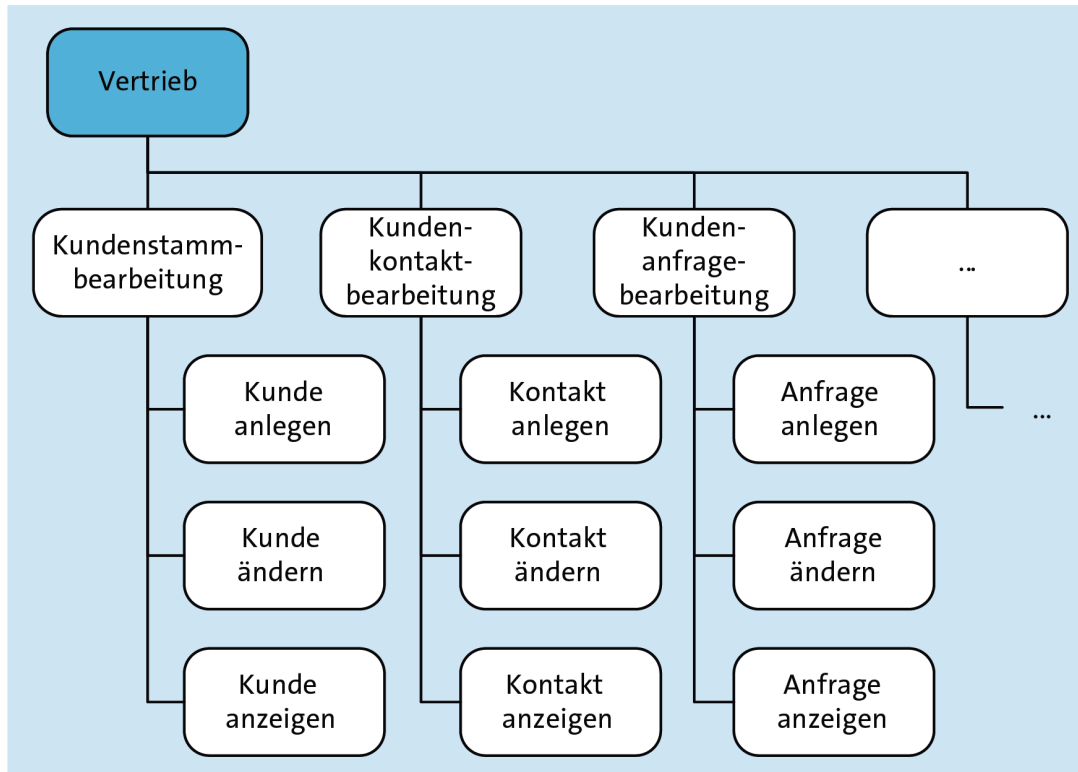 Vertrieb
Kundenstamm-
bearbeitung
Kunden-
kontakt-
bearbeitung
Kunden-
anfrage-
bearbeitung
...
Kunde
anlegen
Kontakt
anlegen
Anfrage
anlegen
...
Kunde
ändern
Kontakt
ändern
Anfrage
ändern
Kunde
anzeigen
Kontakt
anzeigen
Anfrage
anzeigen